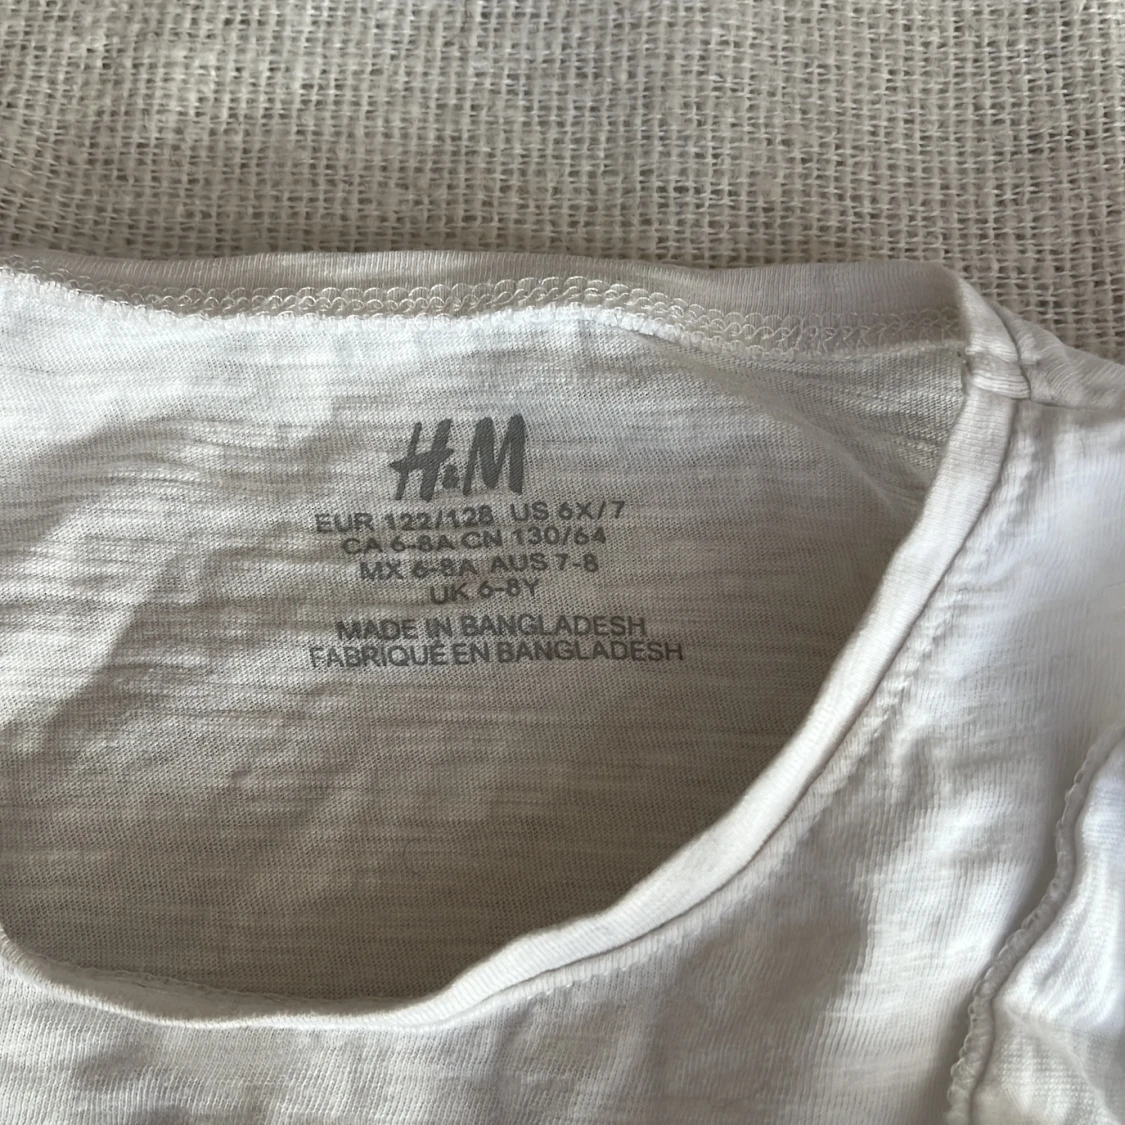 H&M
EUR 122/128 US 6X/7
CA 6-8A CN 130/64
MX 6-8A AUS 7-8
UK 6-8Y
MADE IN BANGLADESH
FABRIQUÉ EN BANGLADESH